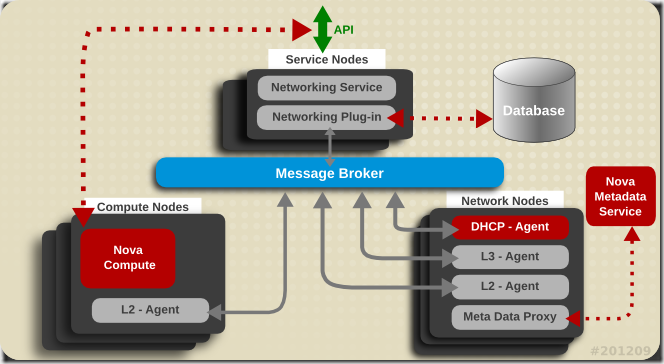 API
Service Nodes
Networking Service
Networking Plug-in
Database
Message Broker
Compute Nodes
Nova
Compute
L2 - Agent
Network Nodes
DHCP - Agent
L3 - Agent
L2 - Agent
Meta Data Proxy
Nova
Metadata
Service
#201209